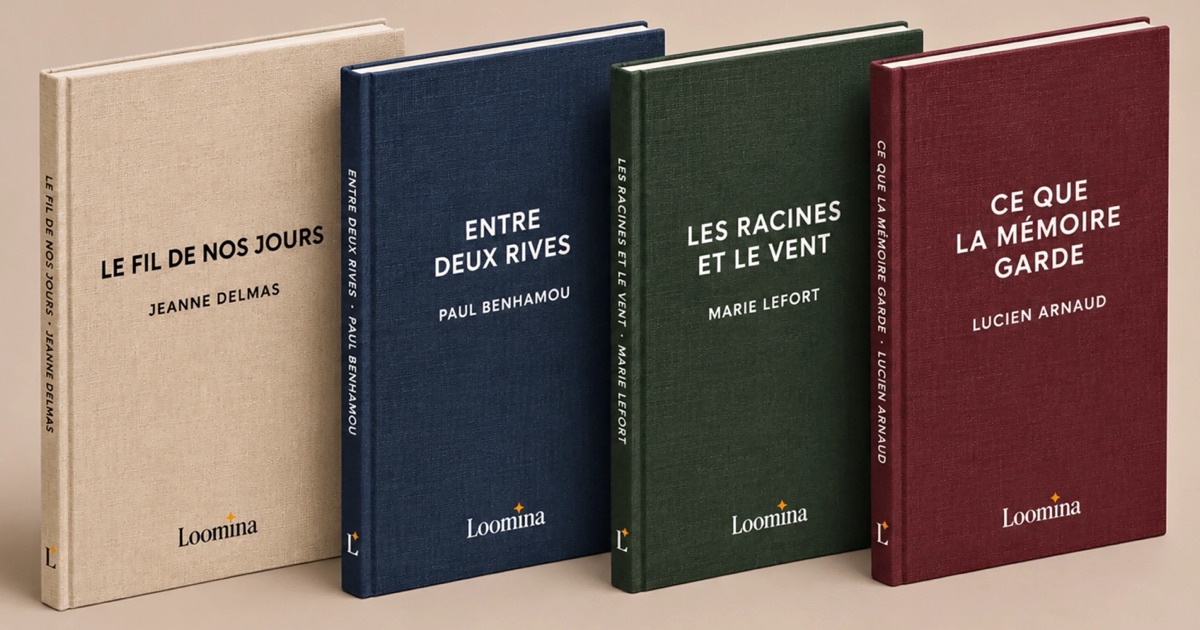 LE FIL DE NOS JOURS
JEANNE DELMAS
Loomina
LE FIL DE NOS JOURS · JEANNE DELMAS
L
ENTRE
DEUX RIVES
PAUL BENHAMOU
Loomina
ENTRE DEUX RIVES · PAUL BENHAMOU
L
LES RACINES
ET LE VENT
MARIE LEFORT
Loomina
LES RACINES ET LE VENT · MARIE LEFORT
L
CE QUE
LA MÉMOIRE
GARDE
LUCIEN ARNAUD
Loomina
CE QUE LA MÉMOIRE GARDE · LUCIEN ARNAUD
L